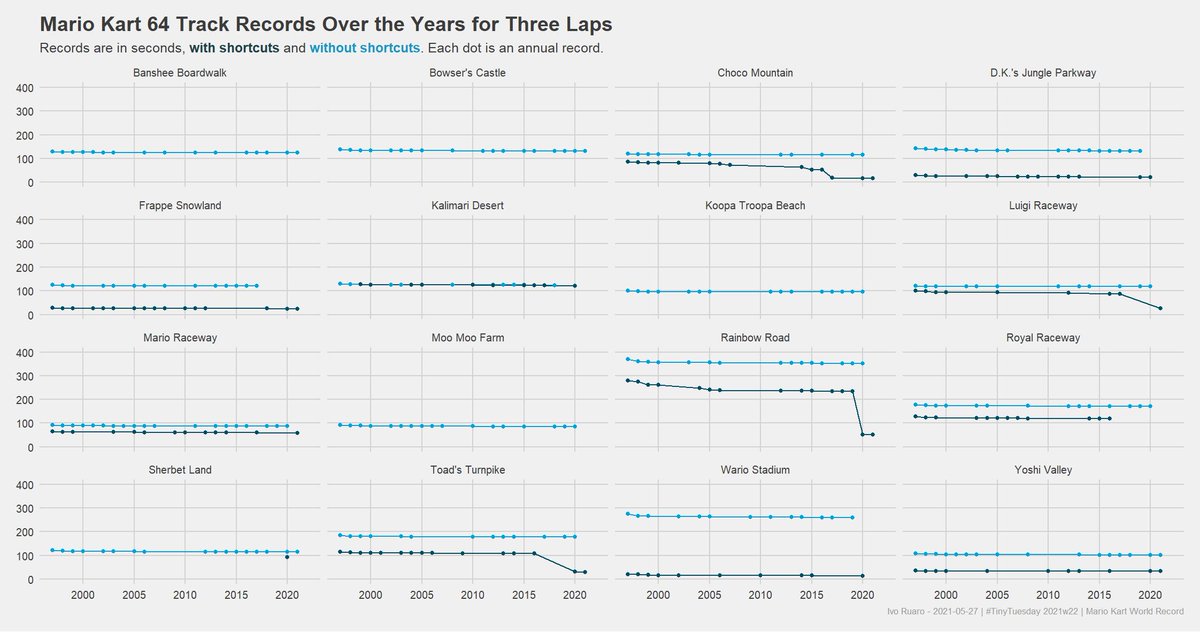 Mario Kart 64 Track Records Over the Years for Three Laps
Records are in seconds, with shortcuts and without shortcuts. Each dot is an annual record.
Banshee Boardwalk
Bowser's Castle
Choco Mountain
D.K.'s Jungle Parkway
400
300
200
100
0
Frappe Snowland
Kalimari Desert
Koopa Troopa Beach
Luigi Raceway
400
300
200
100
0
Mario Raceway
Moo Moo Farm
Rainbow Road
Royal Raceway
400
300
200
100
0
Sherbet Land
Toad's Turnpike
Wario Stadium
Yoshi Valley
400
300
200
100
0
2000 2005 2010 2015 2020 2000 2005 2010 2015 2020 2000 2005 2010 2015 2020 2000 2005 2010 2015 2020
Ivo Ruaro - 2021-05-27 | #TinyTuesday 2021w22 | Mario Kart World Record